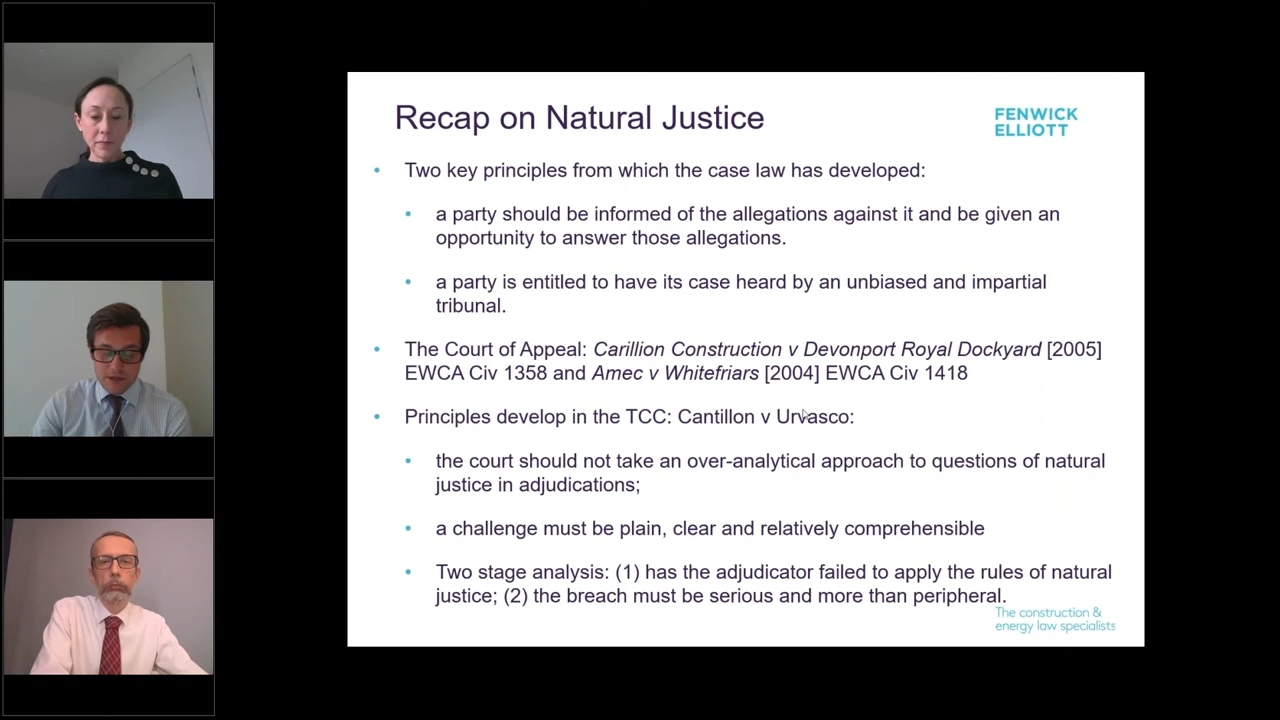 Recap on Natural Justice
FENWICK
ELLIOTT
• Two key principles from which the case law has developed:
• a party should be informed of the allegations against it and be given an
opportunity to answer those allegations.
• a party is entitled to have its case heard by an unbiased and impartial
tribunal.
• The Court of Appeal: Carillion Construction v Devonport Royal Dockyard [2005]
EWCA Civ 1358 and Amec v Whitefriars [2004] EWCA Civ 1418
• Principles develop in the TCC: Cantillon v Urvasco:
• the court should not take an over-analytical approach to questions of natural
justice in adjudications;
• a challenge must be plain, clear and relatively comprehensible
• Two stage analysis: (1) has the adjudicator failed to apply the rules of natural
justice; (2) the breach must be serious and more than peripheral.
The construction &
energy law specialists